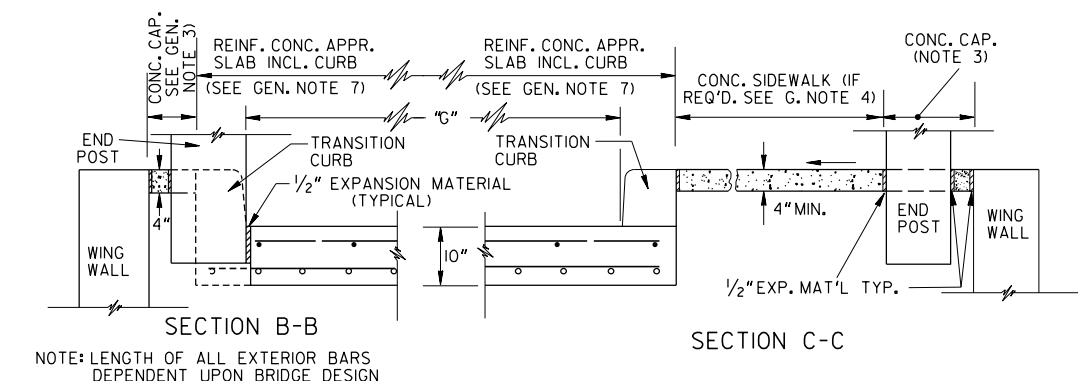 CONC. CAP.
SEE GEN.
NOTE 3)
REINF. CONC. APPR.
SLAB INCL. CURB
(SEE GEN. NOTE 7)
REINF. CONC. APPR.
SLAB INCL. CURB
(SEE GEN. NOTE 7)
CONC. CAP.
(NOTE 3)
CONC. SIDEWALK (IF
REQ'D. SEE G. NOTE 4)
"G"
END
POST
TRANSITION
CURB
TRANSITION
CURB
1/2" EXPANSION MATERIAL
(TYPICAL)
4"
4" MIN.
END
POST
WING
WALL
WING
WALL
10"
1/2" EXP. MAT'L TYP.
SECTION B-B
SECTION C-C
NOTE: LENGTH OF ALL EXTERIOR BARS
DEPENDENT UPON BRIDGE DESIGN